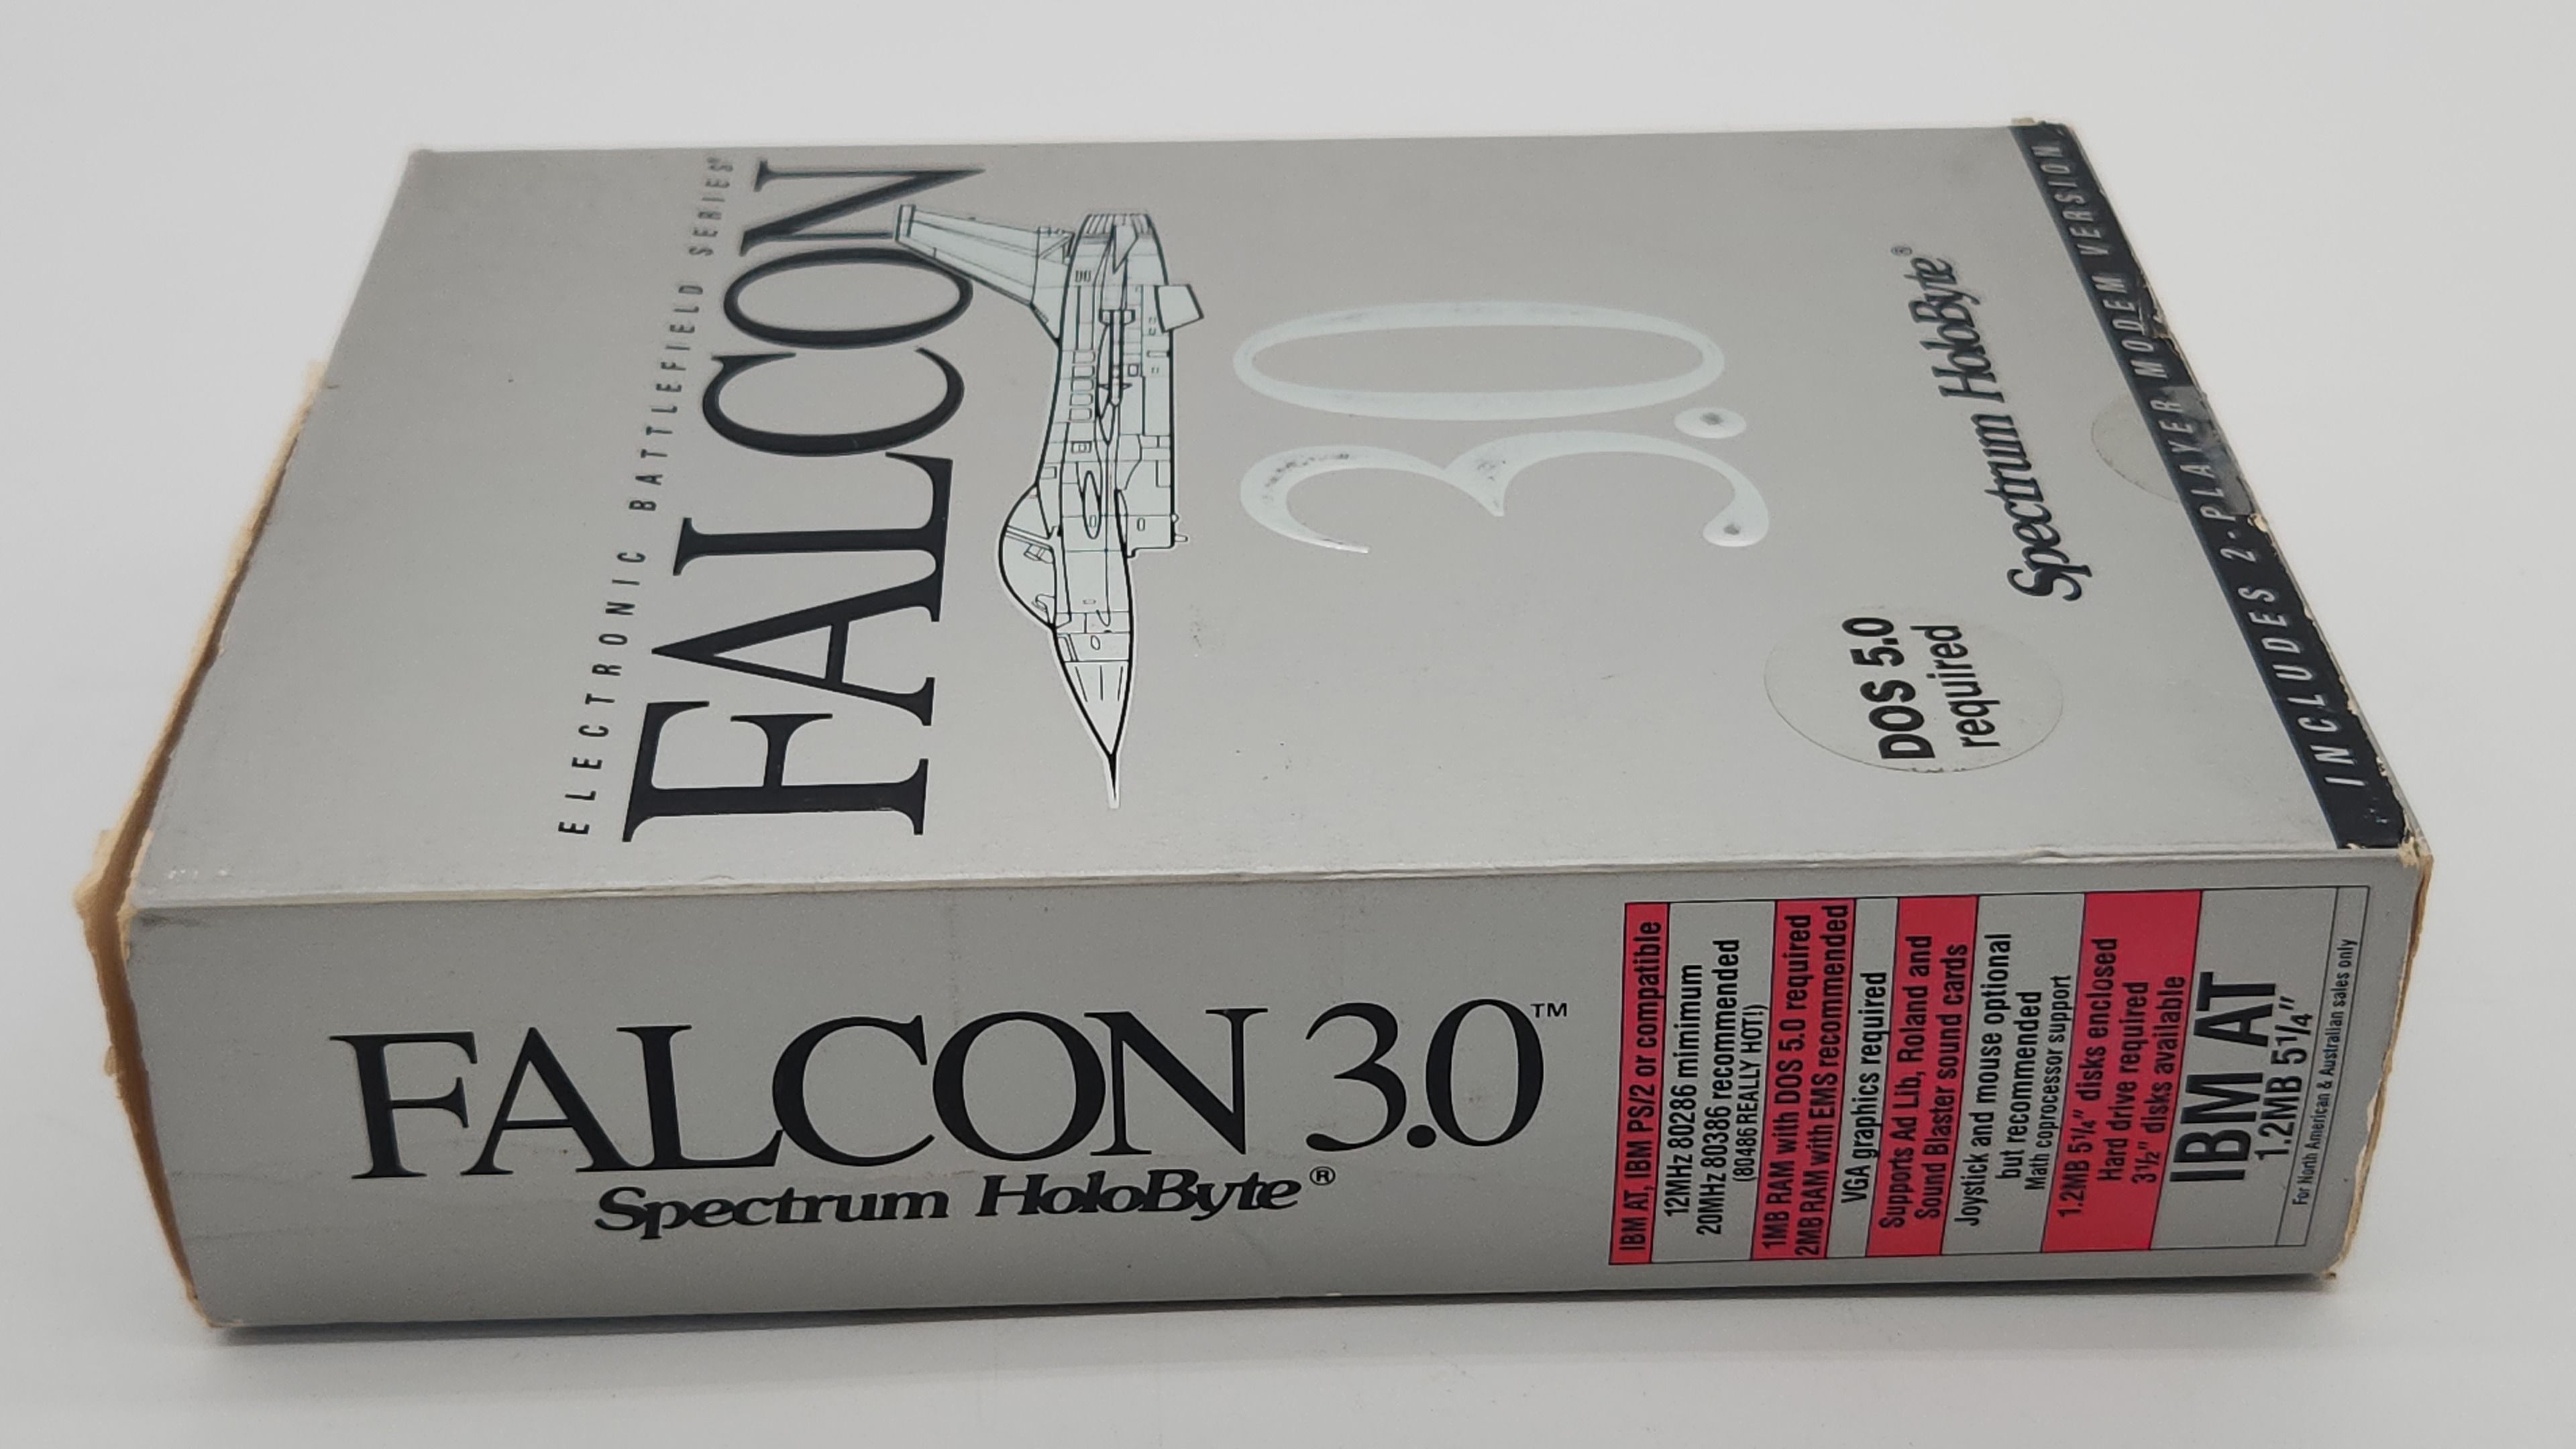 ELECTRONIC BATTLEFIELD SERIES
FALCON
3.0
DOS 5.0
required
Spectrum HoloByte®
INCLUDES 2-PLAYER MODEM VERSION
FALCON 3.0™
Spectrum HoloByte®
IBM AT, IBM PS/2 or compatible
12MHz 80286 mimimum
20MHz 80386 recommended
(80486 REALLY HOT!)
1MB RAM with DOS 5.0 required
2MB RAM with EMS recommended
VGA graphics required
Supports Ad Lib, Roland and
Sound Blaster sound cards
Joystick and mouse optional
but recommended
Math coprocessor support
1.2MB 5¼" disks enclosed
Hard drive required
3½" disks available
IBM AT
1.2MB 5¼"
For North American & Australian sales only